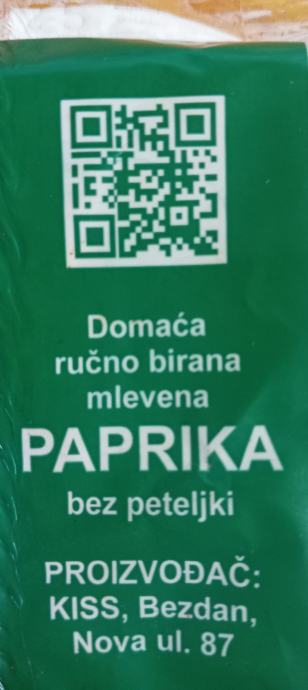 Domaća
ručno birana
mlevena
PAPRIKA
bez peteljki
PROIZVOĐAČ:
KISS, Bezdan,
Nova ul. 87